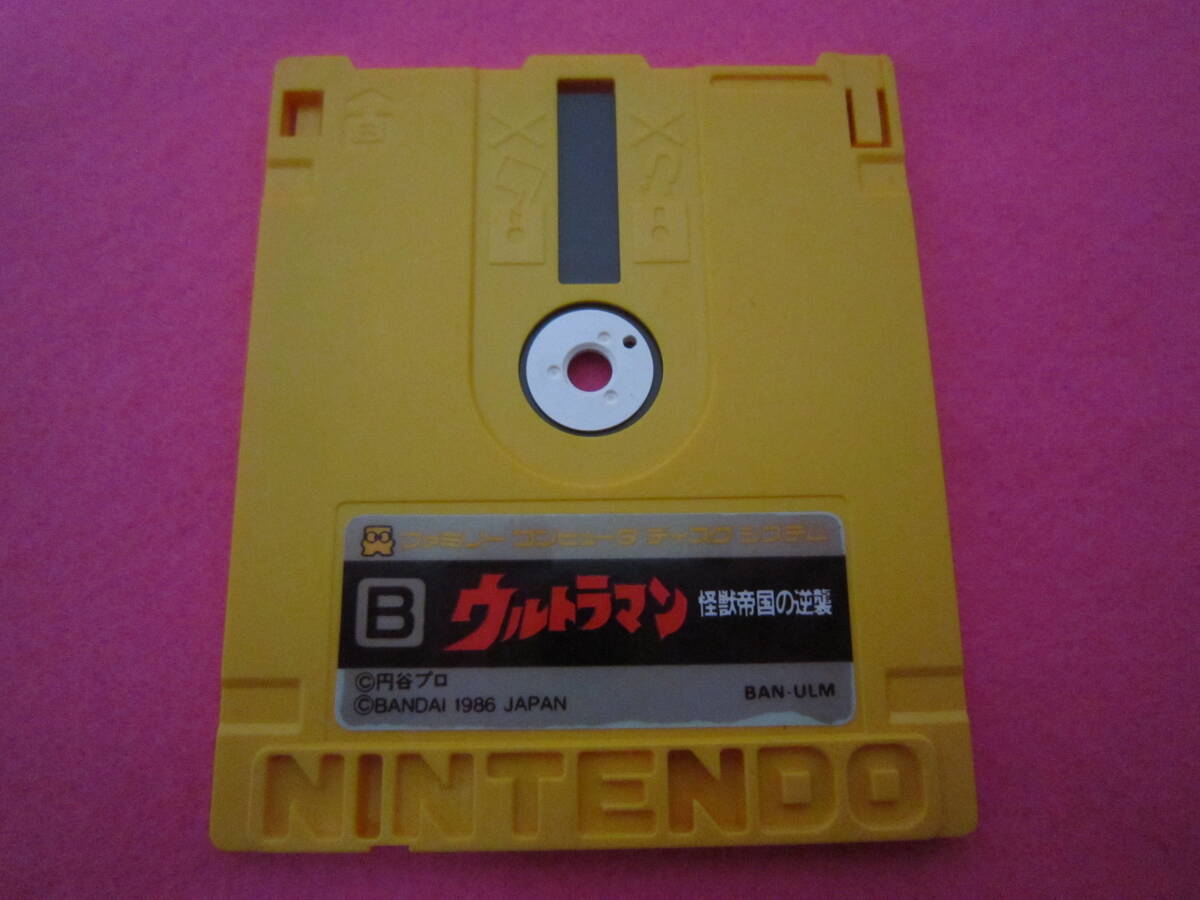 ファミリー コンピュータ ディスク システム
B ウルトラマン 怪獣帝国の逆襲
©円谷プロ
©BANDAI 1986 JAPAN
BAN-ULM
NINTENDO